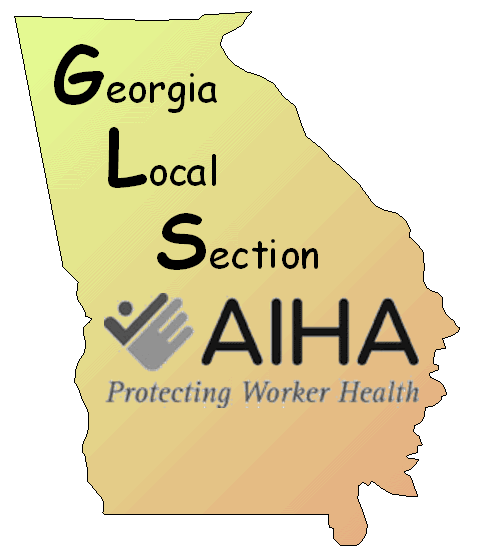 Georgia
Local
Section
AIHA
Protecting Worker Health